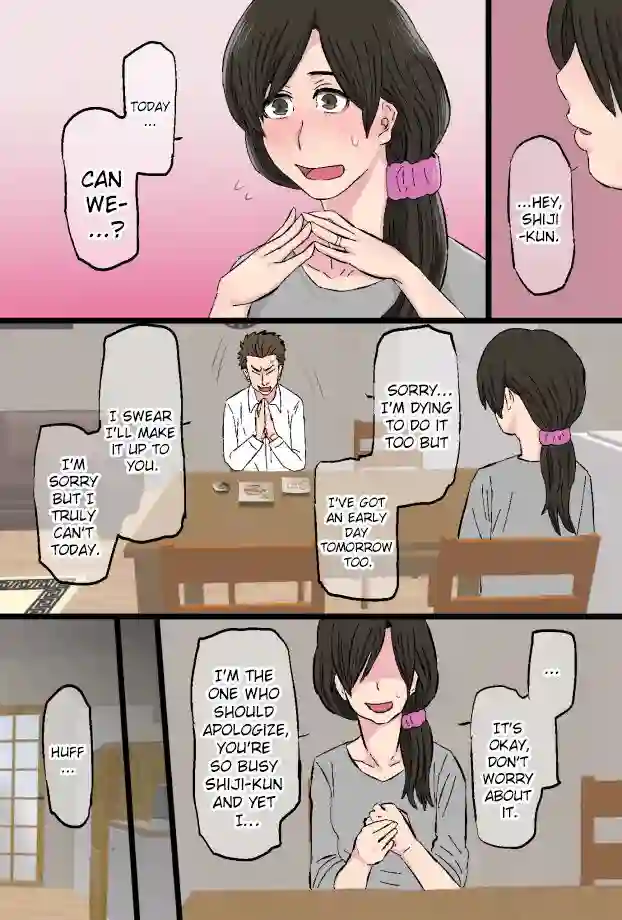 ...HEY,
SHIJI
-KUN.
TODAY
...
CAN
WE-
...?
SORRY...
I'M DYING
TO DO IT
TOO BUT
I'VE GOT
AN EARLY
DAY
TOMORROW
TOO.
I SWEAR
I'LL MAKE
IT UP TO
YOU.
I'M
SORRY
BUT I
TRULY
CAN'T
TODAY.
...
IT'S
OKAY,
DON'T
WORRY
ABOUT
IT.
I'M THE
ONE WHO
SHOULD
APOLOGIZE,
YOU'RE
SO BUSY
SHIJI-KUN
AND YET
I...
HUFF
...